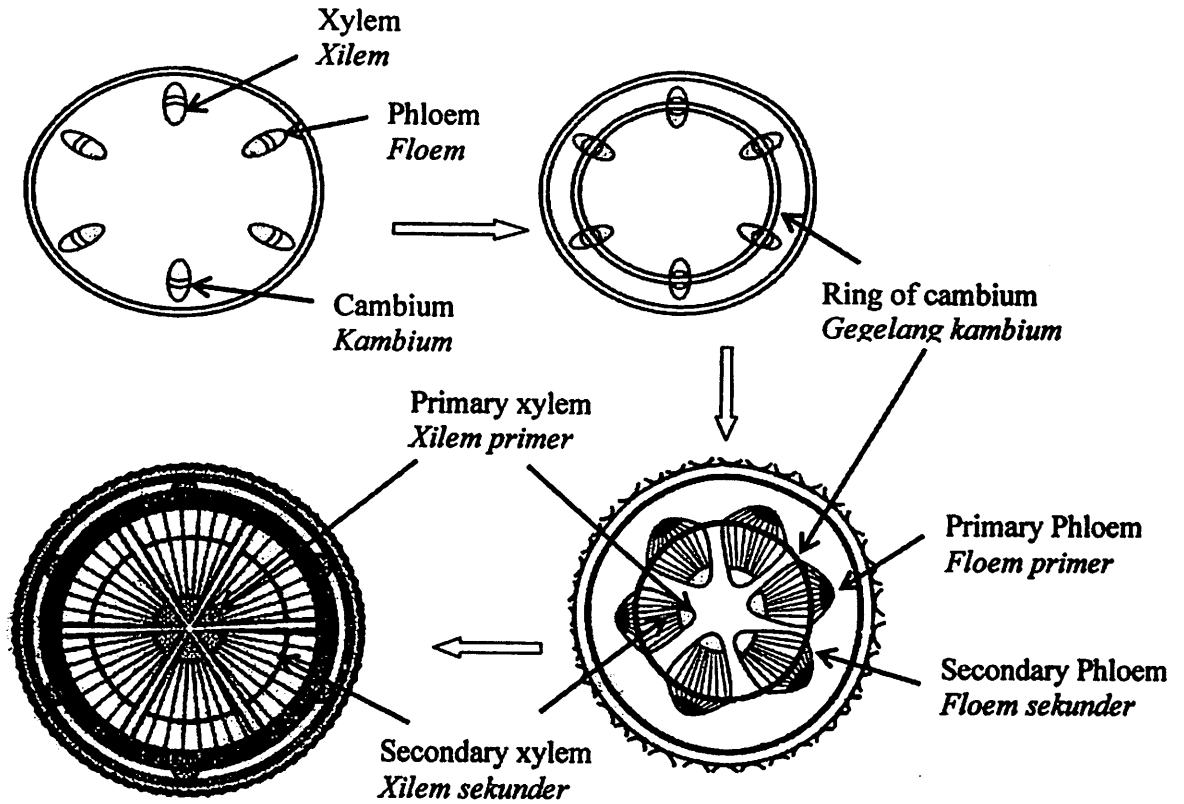 Xylem
Xilem
Phloem
Floem
Cambium
Kambium
Ring of cambium
Gegelang kambium
Primary xylem
Xilem primer
Primary Phloem
Floem primer
Secondary Phloem
Floem sekunder
Secondary xylem
Xilem sekunder